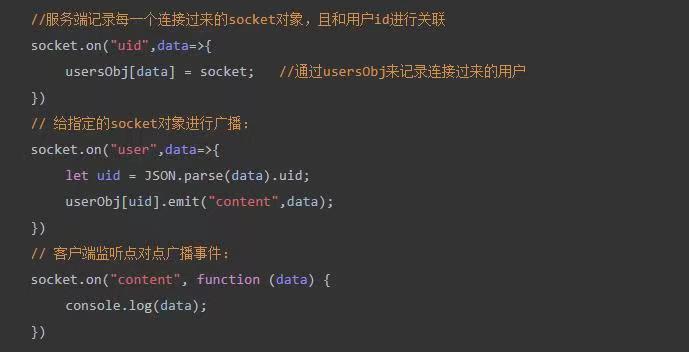 //服务端记录每一个连接过来的socket对象，且和用户id进行关联
socket.on("uid",data=>{
    usersObj[data] = socket;   //通过usersObj来记录连接过来的用户
})
// 给指定的socket对象进行广播：
socket.on("user",data=>{
    let uid = JSON.parse(data).uid;
    userObj[uid].emit("content",data);
})
// 客户端监听点对点广播事件：
socket.on("content", function (data) {
    console.log(data);
})